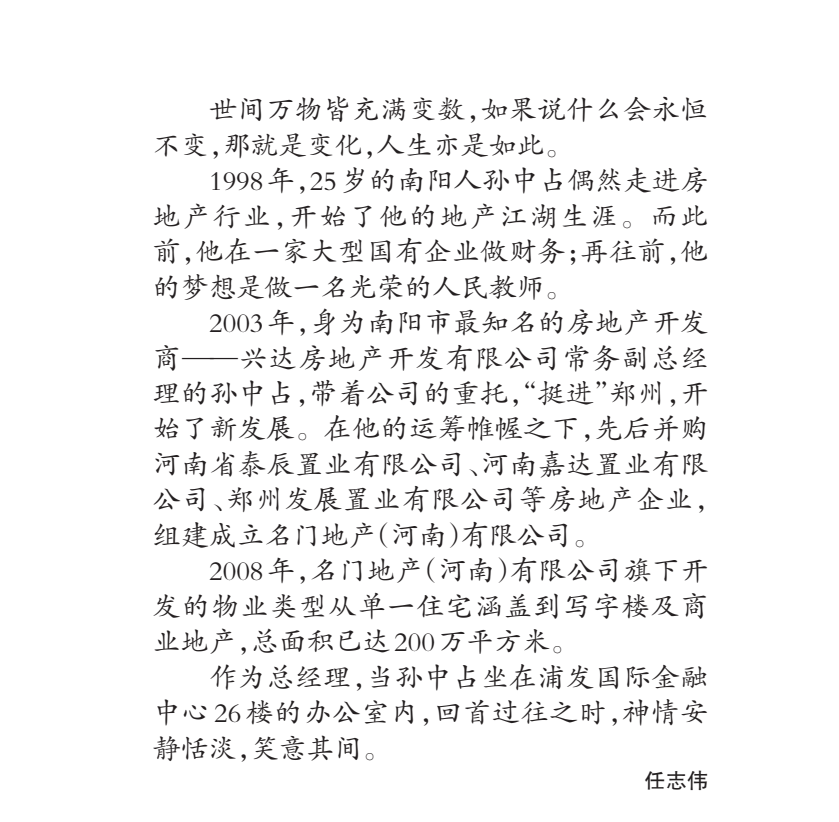 世间万物皆充满变数,如果说什么会永恒
不变,那就是变化,人生亦是如此。
1998年,25岁的南阳人孙中占偶然走进房
地产行业,开始了他的地产江湖生涯。而此
前,他在一家大型国有企业做财务;再往前,他
的梦想是做一名光荣的人民教师。
2003年,身为南阳市最知名的房地产开发
商——兴达房地产开发有限公司常务副总经
理的孙中占,带着公司的重托,“挺进”郑州,开
始了新发展。在他的运筹帷幄之下,先后并购
河南省泰辰置业有限公司、河南嘉达置业有限
公司、郑州发展置业有限公司等房地产企业,
组建成立名门地产(河南)有限公司。
2008年,名门地产(河南)有限公司旗下开
发的物业类型从单一住宅涵盖到写字楼及商
业地产,总面积已达200万平方米。
作为总经理,当孙中占坐在浦发国际金融
中心26楼的办公室内,回首过往之时,神情安
静恬淡,笑意其间。
任志伟